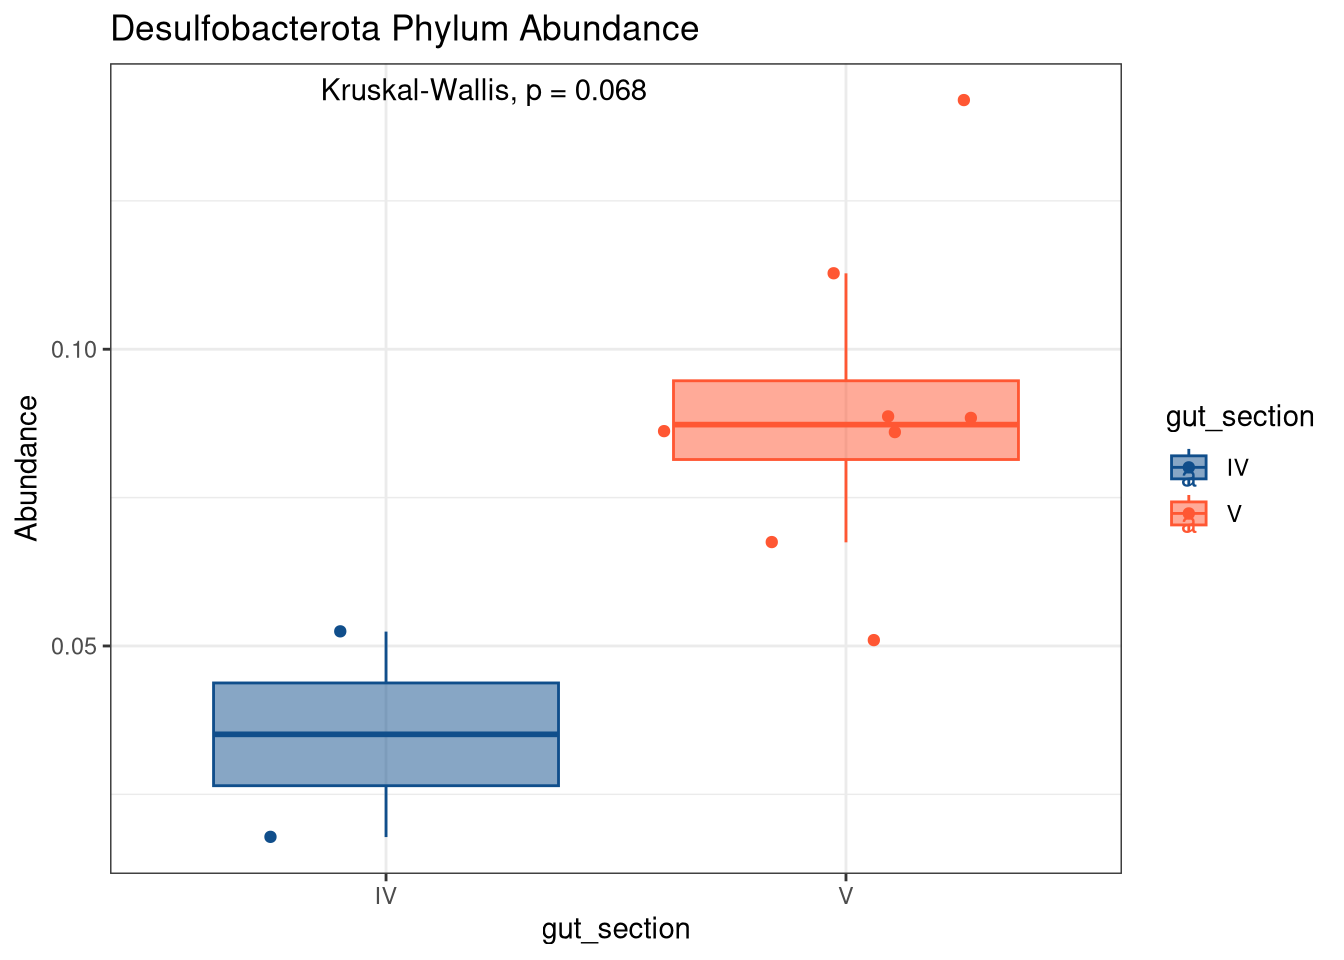 Desulfobacterota Phylum Abundance
Kruskal-Wallis, p = 0.068
0.10
0.05
Abundance
IV
V
gut_section
gut_section
a
IV
a
V